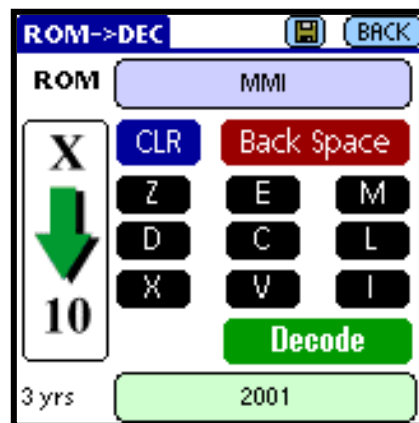 ROM->DEC BACK
ROM MMI
X CLR Back Space
Z E M
D C L
10 X V I
Decode
3 yrs 2001